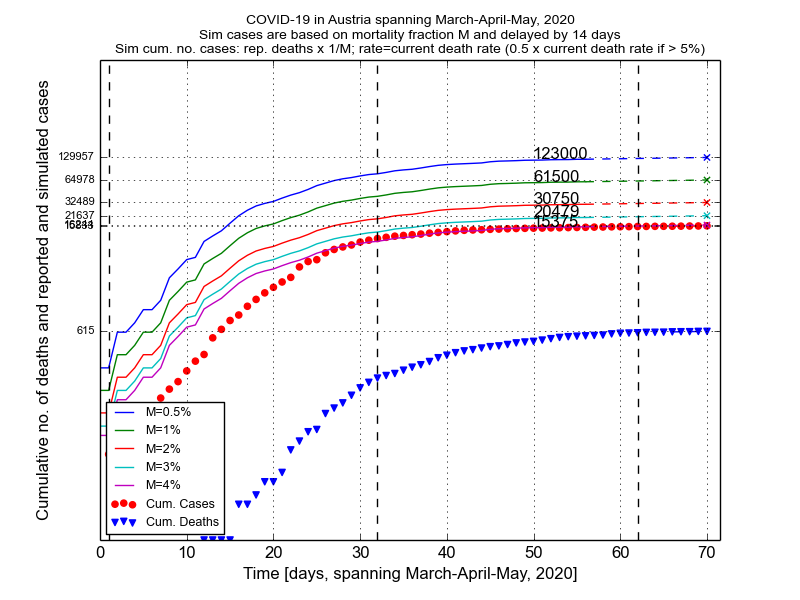 COVID-19 in Austria spanning March-April-May, 2020
Sim cases are based on mortality fraction M and delayed by 14 days
Sim cum. no. cases: rep. deaths x 1/M; rate=current death rate (0.5 x current death rate if > 5%)
Cumulative no. of deaths and reported and simulated cases
129957
64978
32489
21637
615
123000
61500
30750
20479
15375
M=0.5%
M=1%
M=2%
M=3%
M=4%
Cum. Cases
Cum. Deaths
0 10 20 30 40 50 60 70
Time [days, spanning March-April-May, 2020]